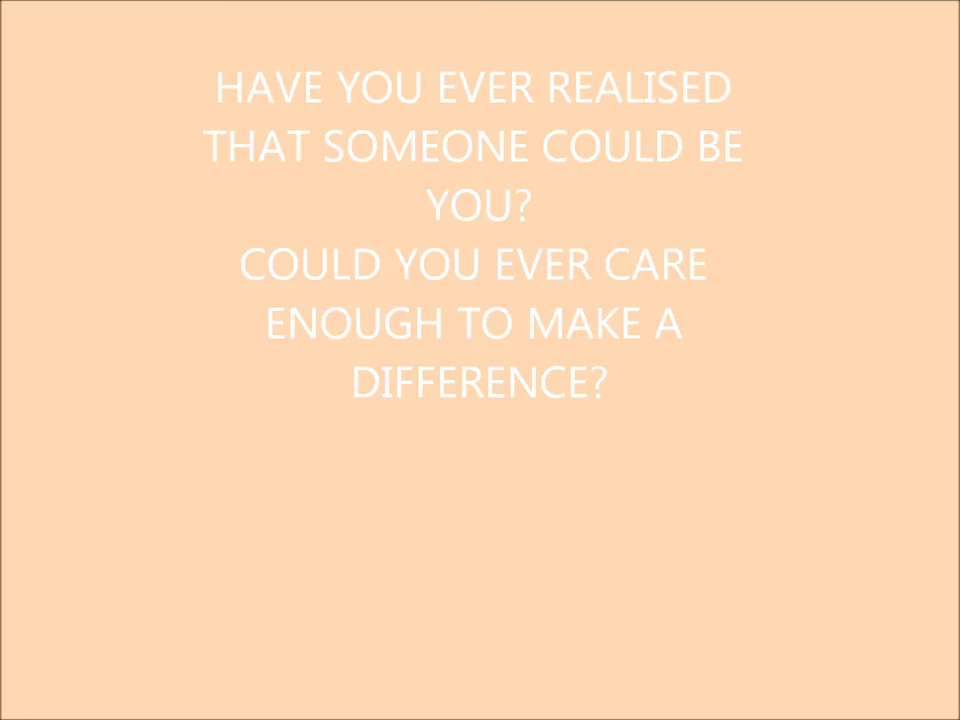 HAVE YOU EVER REALISED
THAT SOMEONE COULD BE
YOU?
COULD YOU EVER CARE
ENOUGH TO MAKE A
DIFFERENCE?